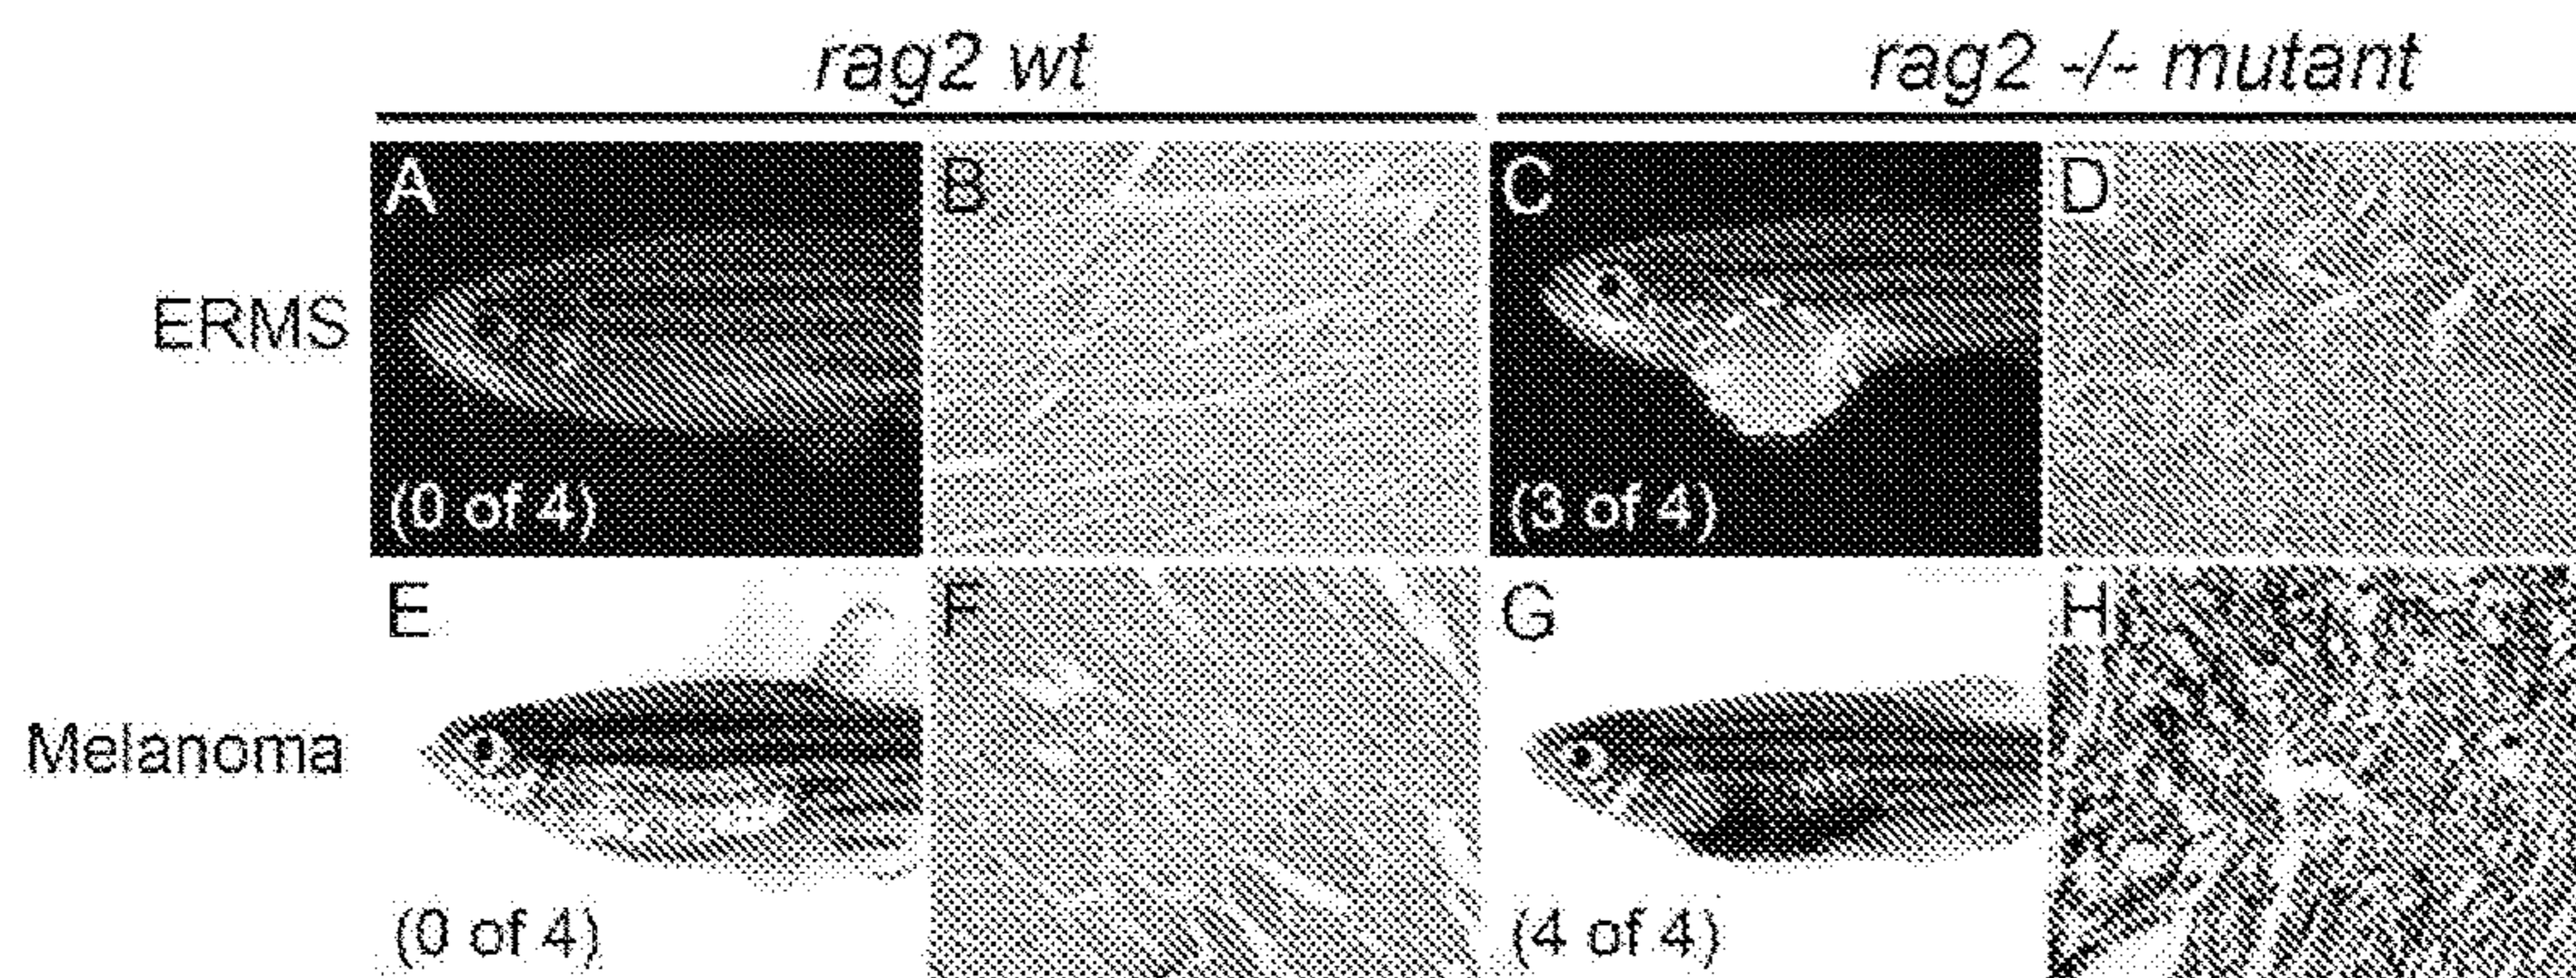 rag2 wt rag2 -/- mutant
A B C D
ERMS
(0 of 4) (3 of 4)
E F G H
Melanoma
(0 of 4) (4 of 4)